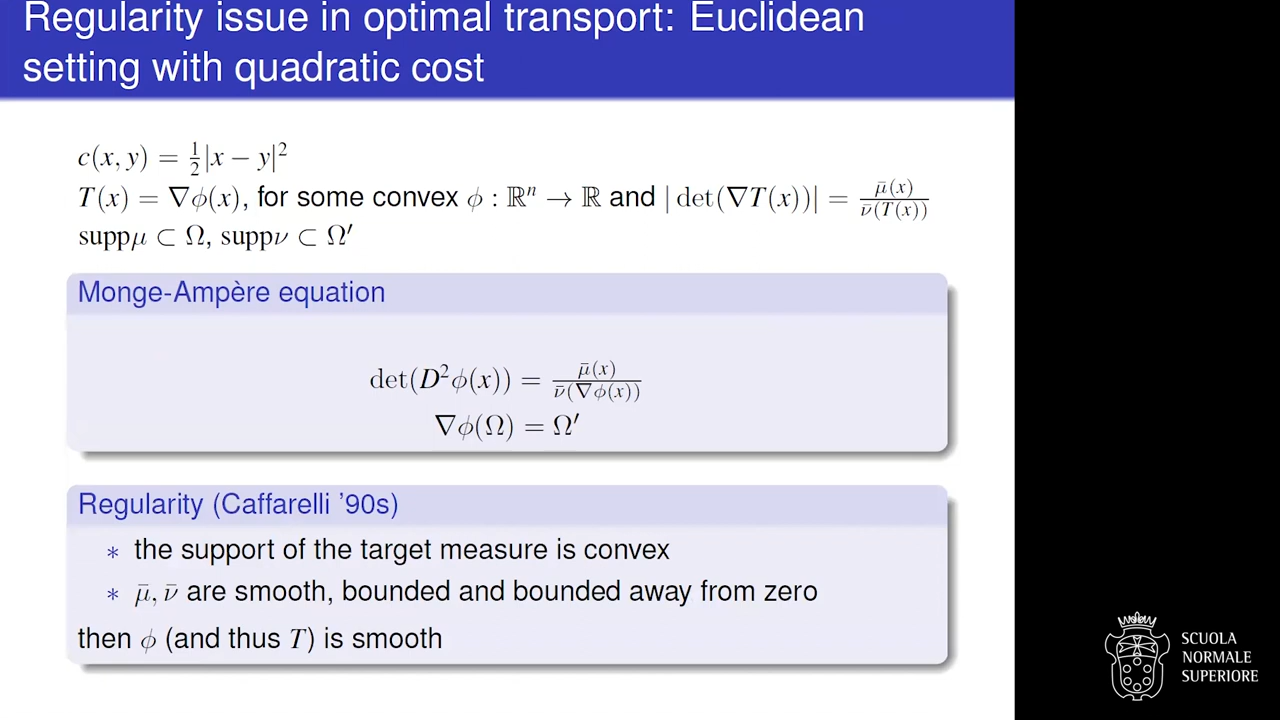 Regularity issue in optimal transport: Euclidean
setting with quadratic cost
c(x, y) = ½|x − y|²
T(x) = ∇ϕ(x), for some convex ϕ : ℝⁿ → ℝ and | det(∇T(x))| = μ̄(x)/ν̄(T(x))
suppμ ⊂ Ω, suppν ⊂ Ω′
Monge-Ampère equation
det(D²ϕ(x)) = μ̄(x)/ν̄(∇ϕ(x))
∇ϕ(Ω) = Ω′
Regularity (Caffarelli ’90s)
∗ the support of the target measure is convex
∗ μ̄, ν̄ are smooth, bounded and bounded away from zero
then ϕ (and thus T) is smooth
SCUOLA
NORMALE
SUPERIORE